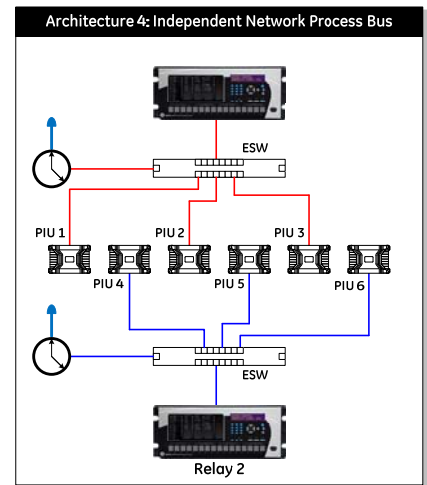 Architecture 4: Independent Network Process Bus
ESW
PIU 1
PIU 2
PIU 3
PIU 4
PIU 5
PIU 6
ESW
Relay 2